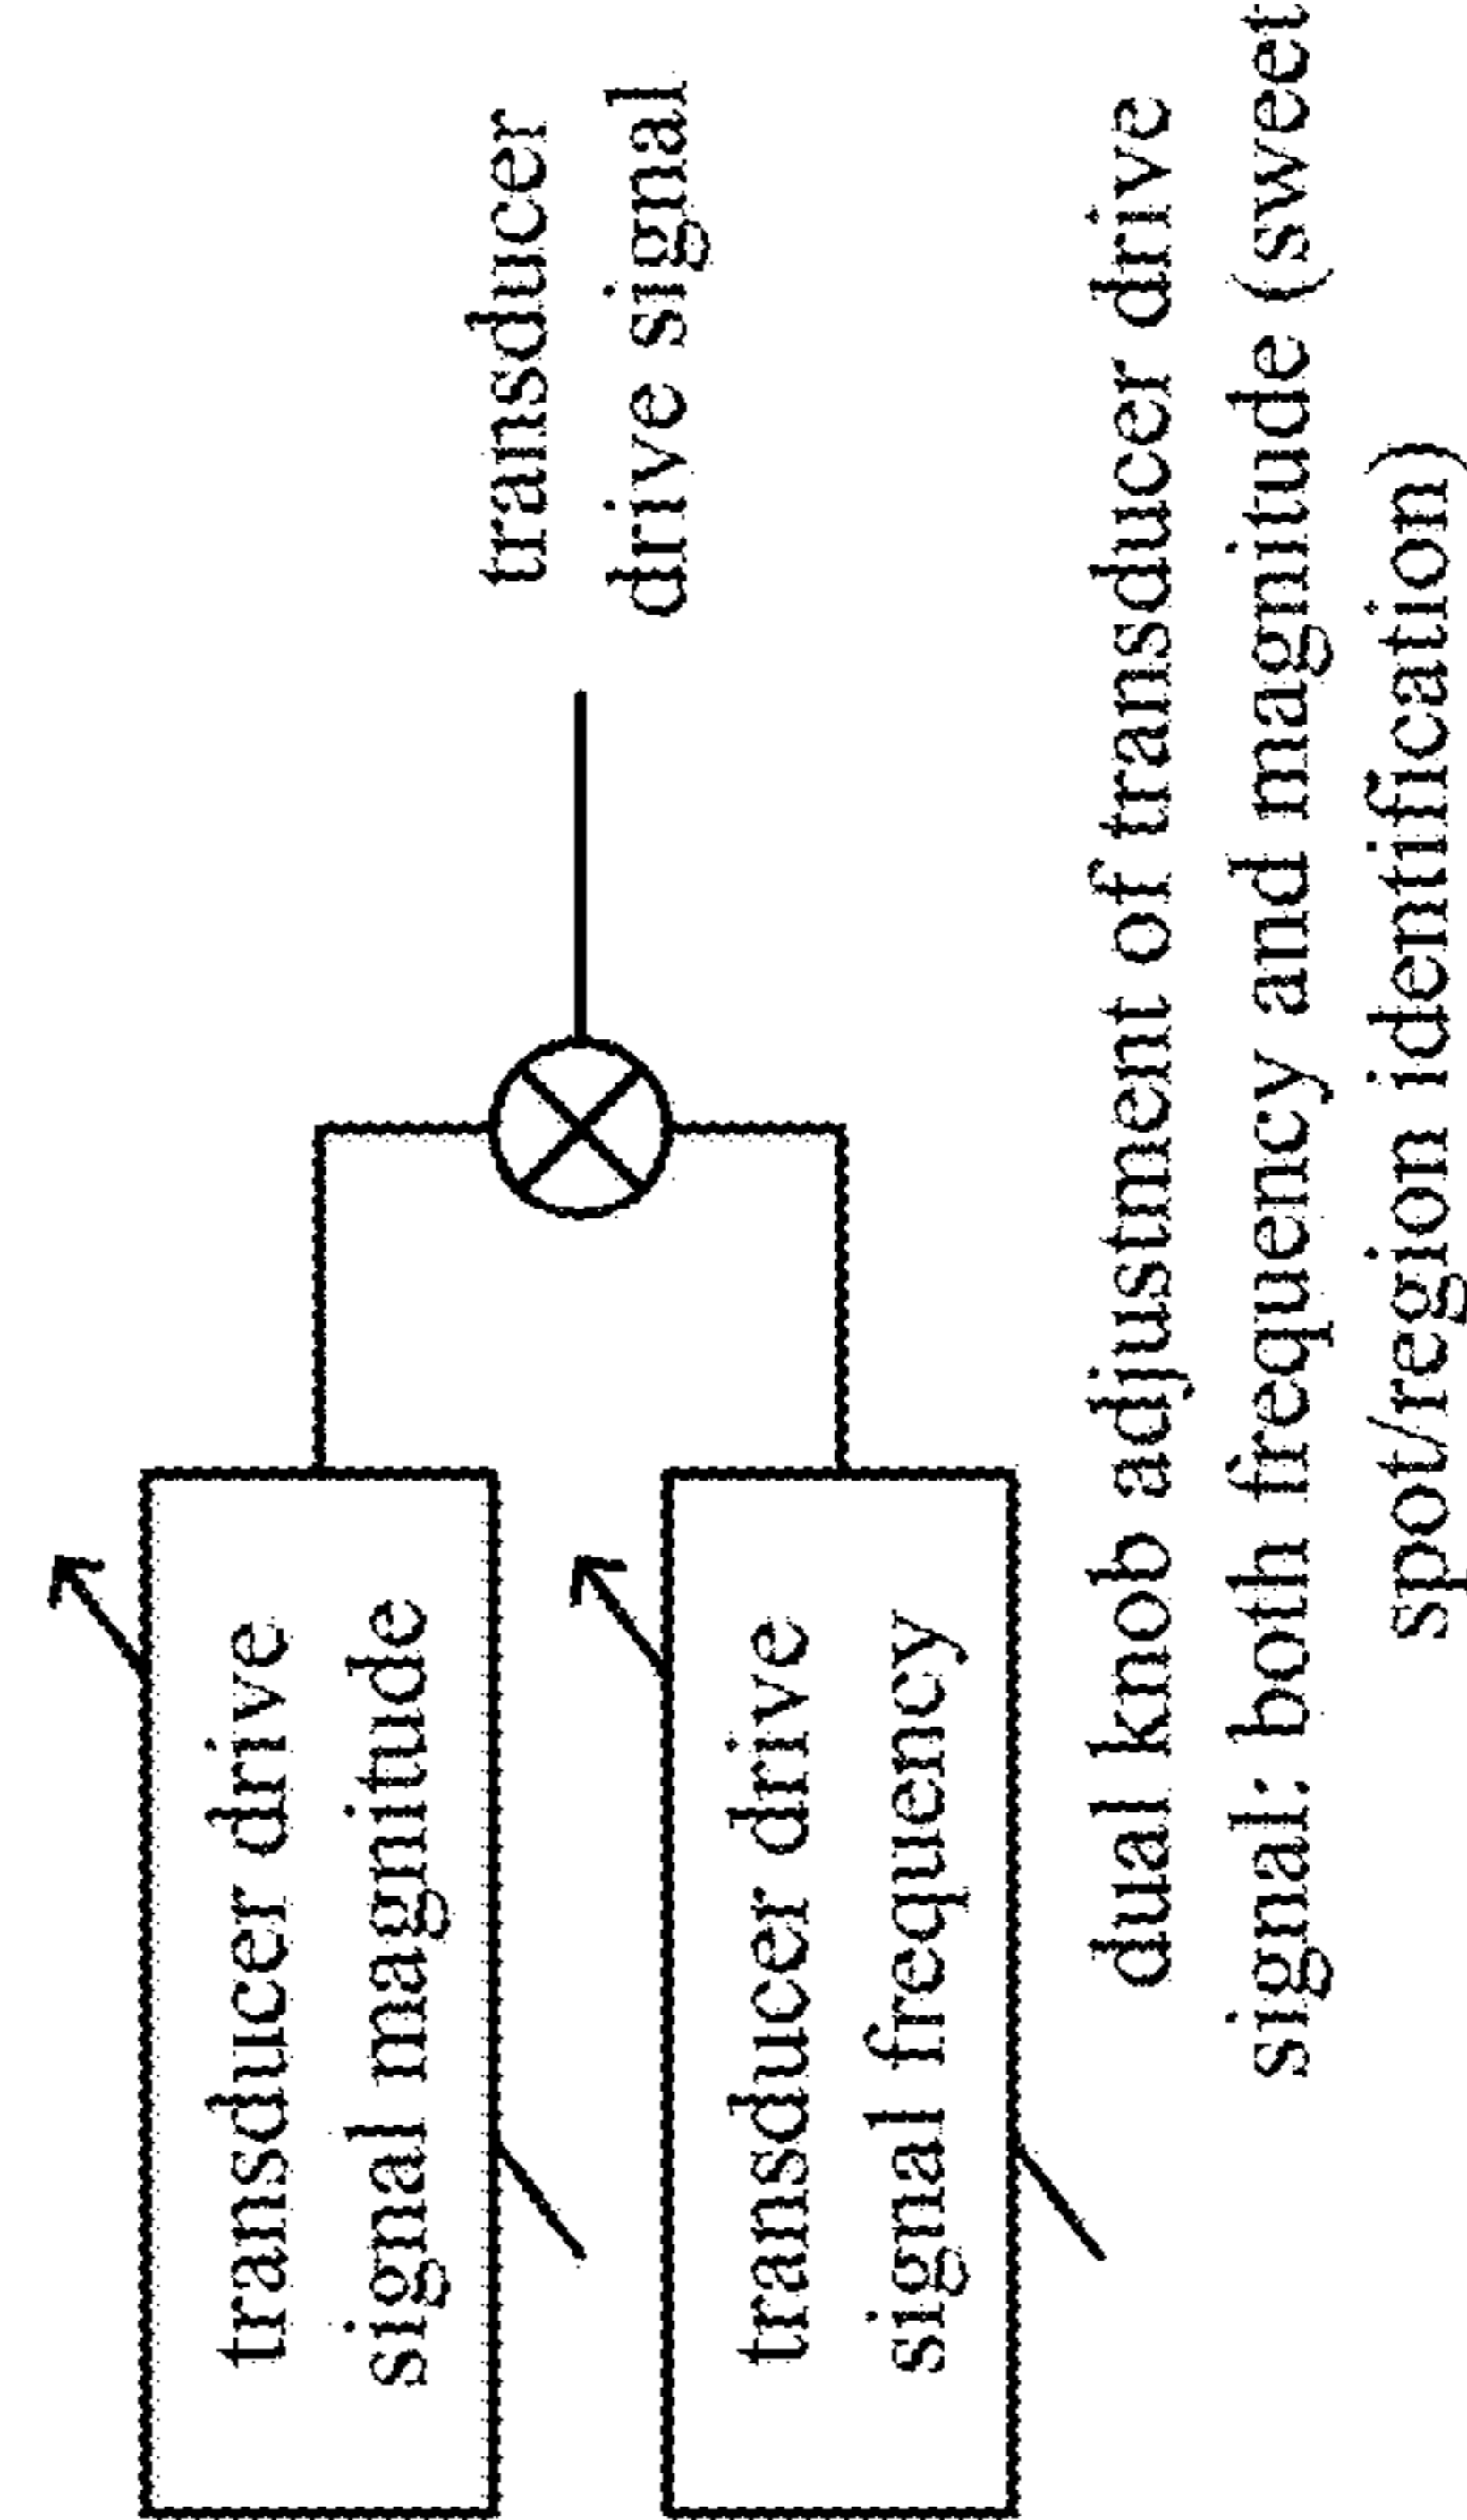 transducer drive
signal magnitude
transducer drive
signal frequency
transducer
drive signal
dual knob adjustment of transducer drive
signal: both frequency and magnitude (sweet
spot/region identification)